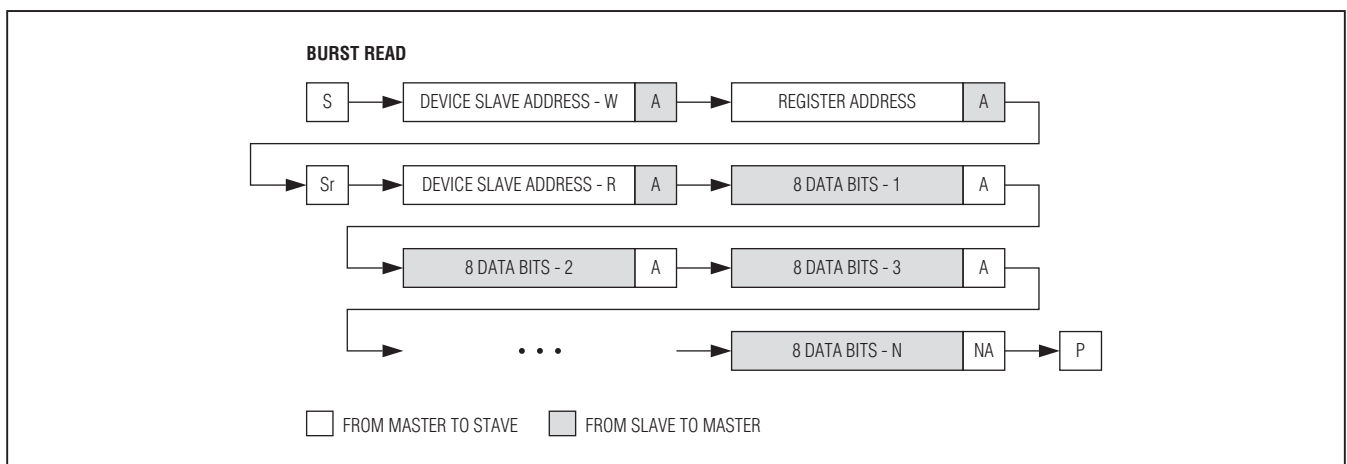 BURST READ
S DEVICE SLAVE ADDRESS - W A REGISTER ADDRESS A
Sr DEVICE SLAVE ADDRESS - R A 8 DATA BITS - 1 A
8 DATA BITS - 2 A 8 DATA BITS - 3 A
• • • 8 DATA BITS - N NA P
FROM MASTER TO STAVE FROM SLAVE TO MASTER